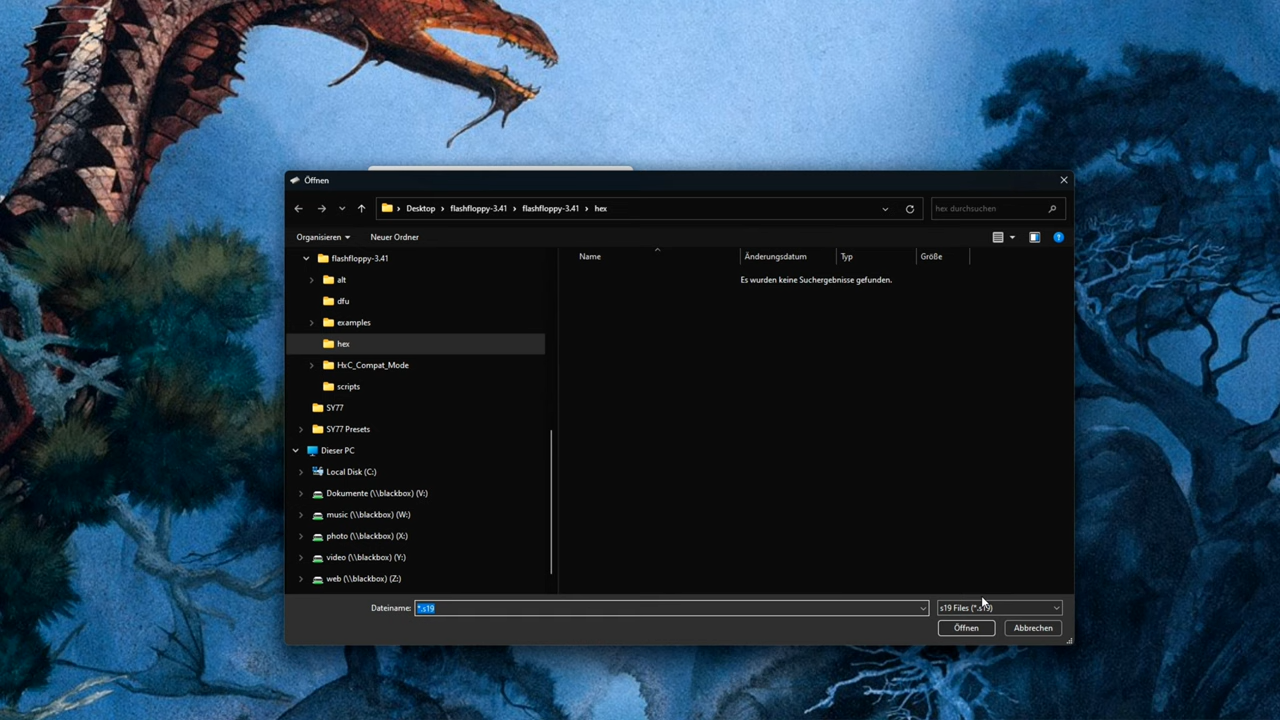 Öffnen
Desktop > flashfloppy-3.41 > flashfloppy-3.41 > hex
hex durchsuchen
Organisieren
Neuer Ordner
Name
Änderungsdatum
Typ
Größe
Es wurden keine Suchergebnisse gefunden.
flashfloppy-3.41
alt
dfu
examples
hex
HxC_Compat_Mode
scripts
SY77
SY77 Presets
Dieser PC
Local Disk (C:)
Dokumente (\\blackbox) (V:)
music (\\blackbox) (W:)
photo (\\blackbox) (X:)
video (\\blackbox) (Y:)
web (\\blackbox) (Z:)
Dateiname:
*.s19
s19 Files (*.s19)
Öffnen
Abbrechen